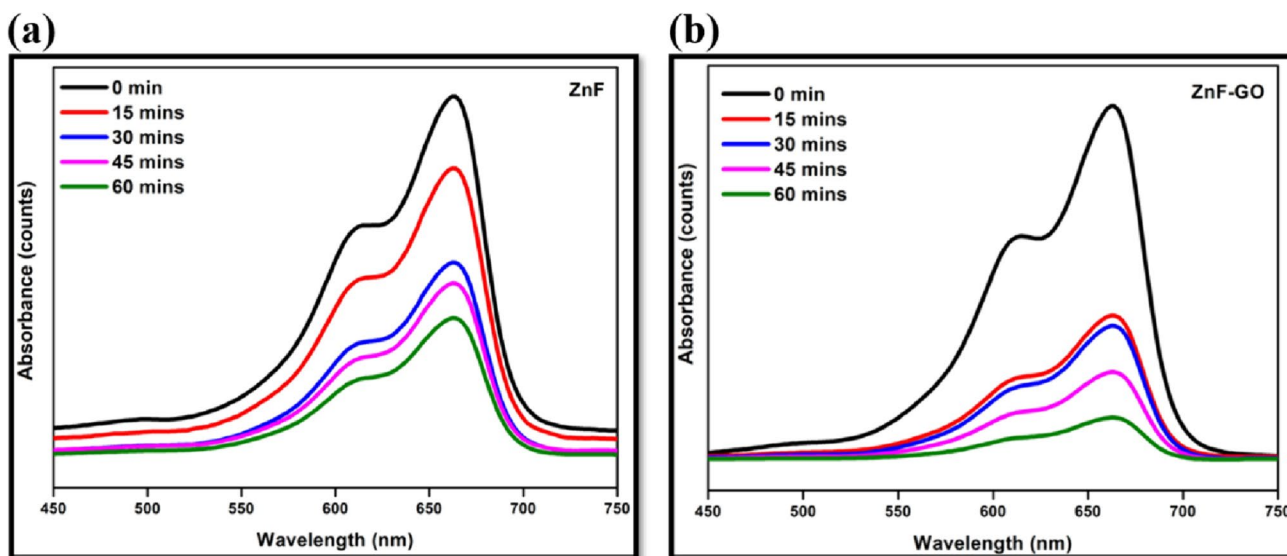 (a)
ZnF
0 min
15 mins
30 mins
45 mins
60 mins
Absorbance (counts)
450 500 550 600 650 700 750
Wavelength (nm)
(b)
ZnF-GO
0 min
15 mins
30 mins
45 mins
60 mins
Absorbance (counts)
450 500 550 600 650 700 750
Wavelength (nm)